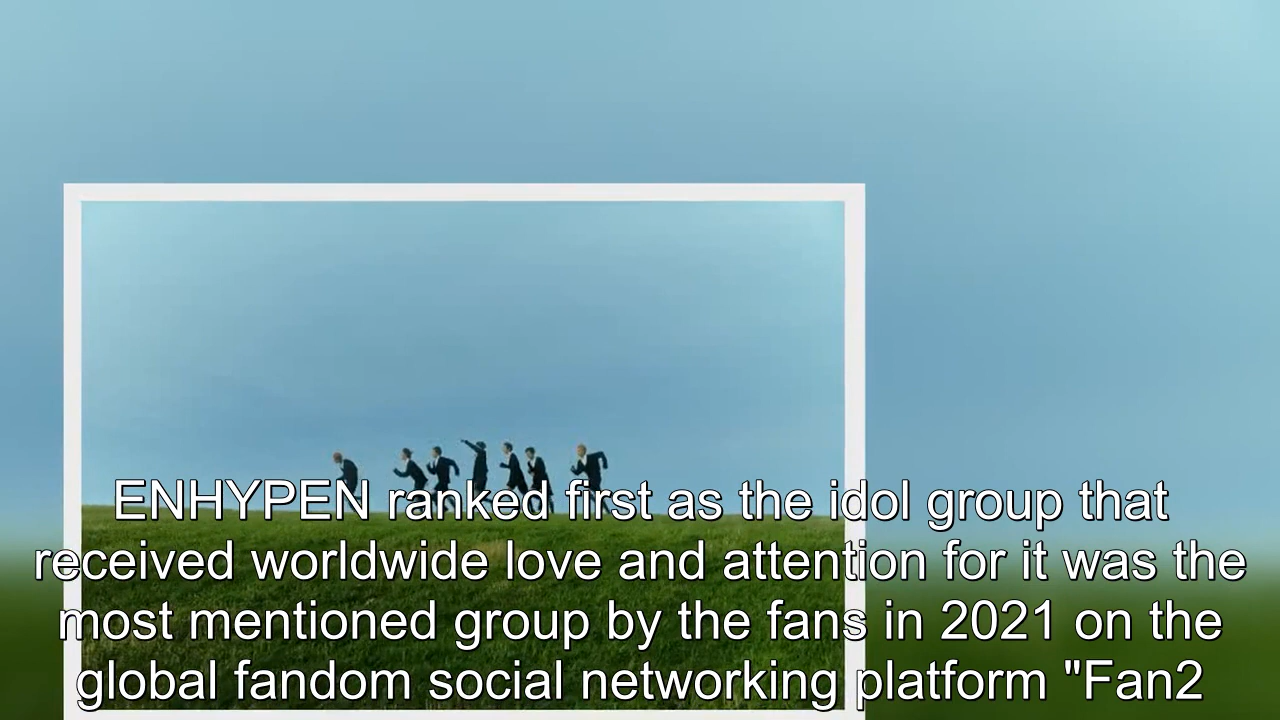 ENHYPEN ranked first as the idol group that
received worldwide love and attention for it was the
most mentioned group by the fans in 2021 on the
global fandom social networking platform "Fan2